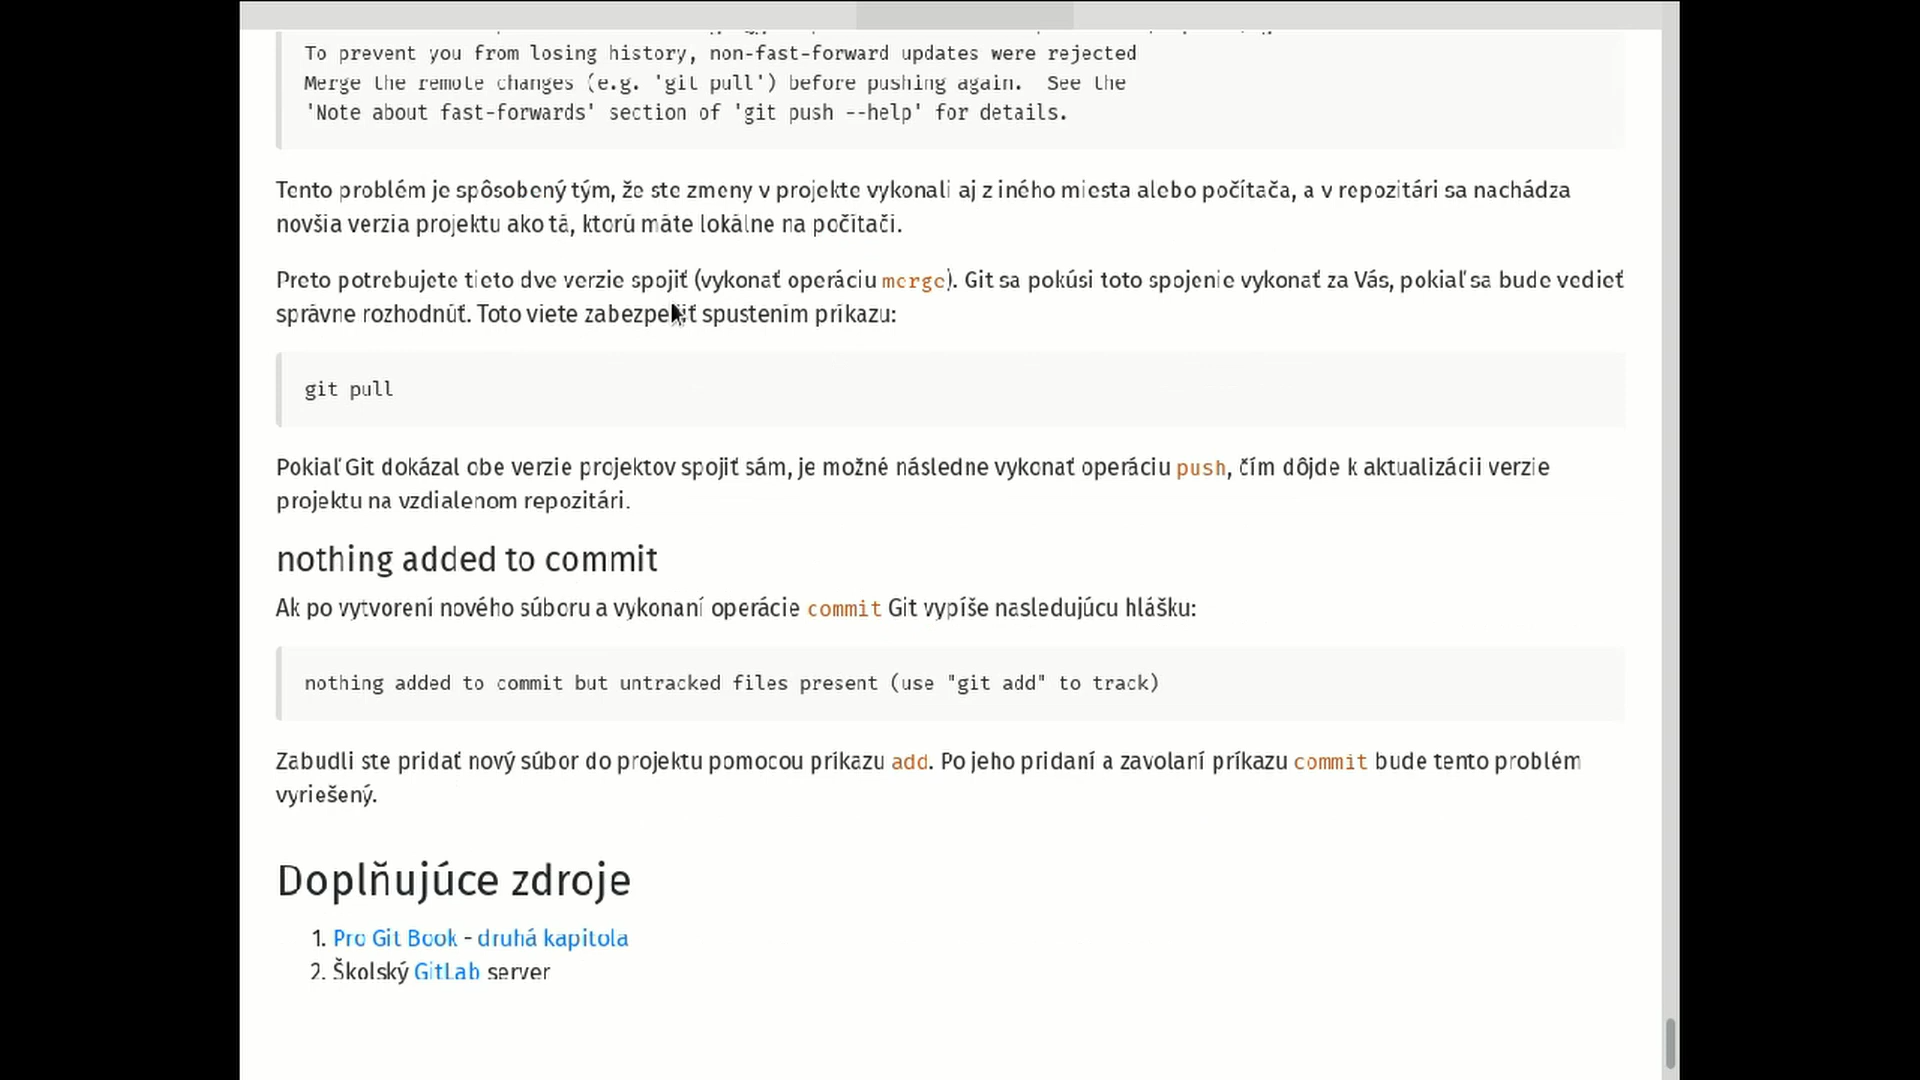 To prevent you from losing history, non-fast-forward updates were rejected
Merge the remote changes (e.g. 'git pull') before pushing again.  See the
'Note about fast-forwards' section of 'git push --help' for details.
Tento problém je spôsobený tým, že ste zmeny v projekte vykonali aj z iného miesta alebo počítača, a v repozitári sa nachádza
novšia verzia projektu ako tá, ktorú máte lokálne na počítači.
Preto potrebujete tieto dve verzie spojiť (vykonať operáciu merge). Git sa pokúsi toto spojenie vykonať za Vás, pokiaľ sa bude vedieť
správne rozhodnúť. Toto viete zabezpečiť spustením príkazu:
git pull
Pokiaľ Git dokázal obe verzie projektov spojiť sám, je možné následne vykonať operáciu push, čím dôjde k aktualizácii verzie
projektu na vzdialenom repozitári.
nothing added to commit
Ak po vytvorení nového súboru a vykonaní operácie commit Git vypíše nasledujúcu hlášku:
nothing added to commit but untracked files present (use "git add" to track)
Zabudli ste pridať nový súbor do projektu pomocou príkazu add. Po jeho pridaní a zavolaní príkazu commit bude tento problém
vyriešený.
Doplňujúce zdroje
1. Pro Git Book - druhá kapitola
2. Školský GitLab server